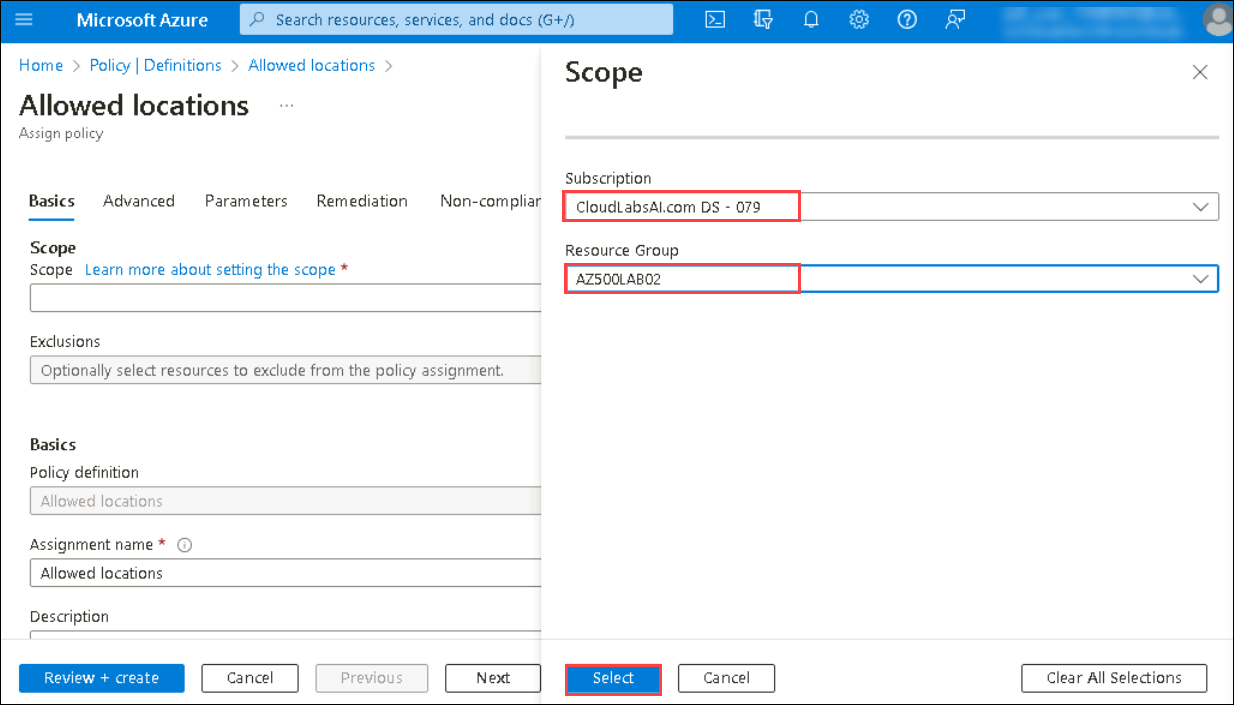 Microsoft Azure
Search resources, services, and docs (G+/)
Home > Policy | Definitions > Allowed locations >
Allowed locations ...
Assign policy
Basics Advanced Parameters Remediation Non-complian
Scope
Scope Learn more about setting the scope *
Exclusions
Optionally select resources to exclude from the policy assignment.
Basics
Policy definition
Allowed locations
Assignment name *
Allowed locations
Description
Review + create Cancel Previous Next
Scope
Subscription
CloudLabsAI.com DS - 079
Resource Group
AZ500LAB02
Select Cancel Clear All Selections